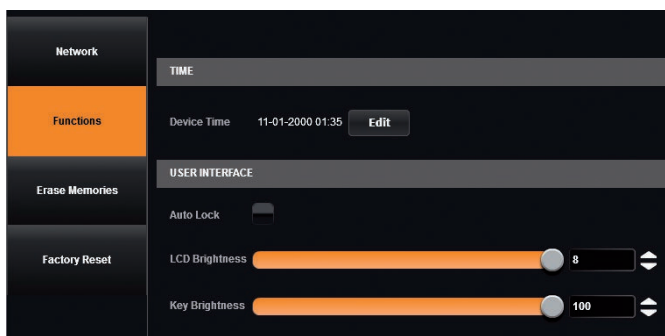 Network
Functions
Erase Memories
Factory Reset
TIME
Device Time 11-01-2000 01:35 Edit
USER INTERFACE
Auto Lock
LCD Brightness 8
Key Brightness 100